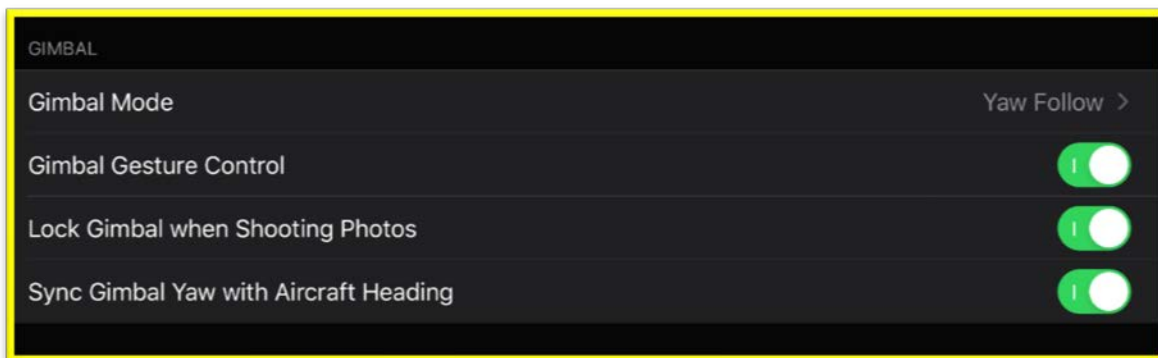 GIMBAL
Gimbal Mode Yaw Follow >
Gimbal Gesture Control
Lock Gimbal when Shooting Photos
Sync Gimbal Yaw with Aircraft Heading